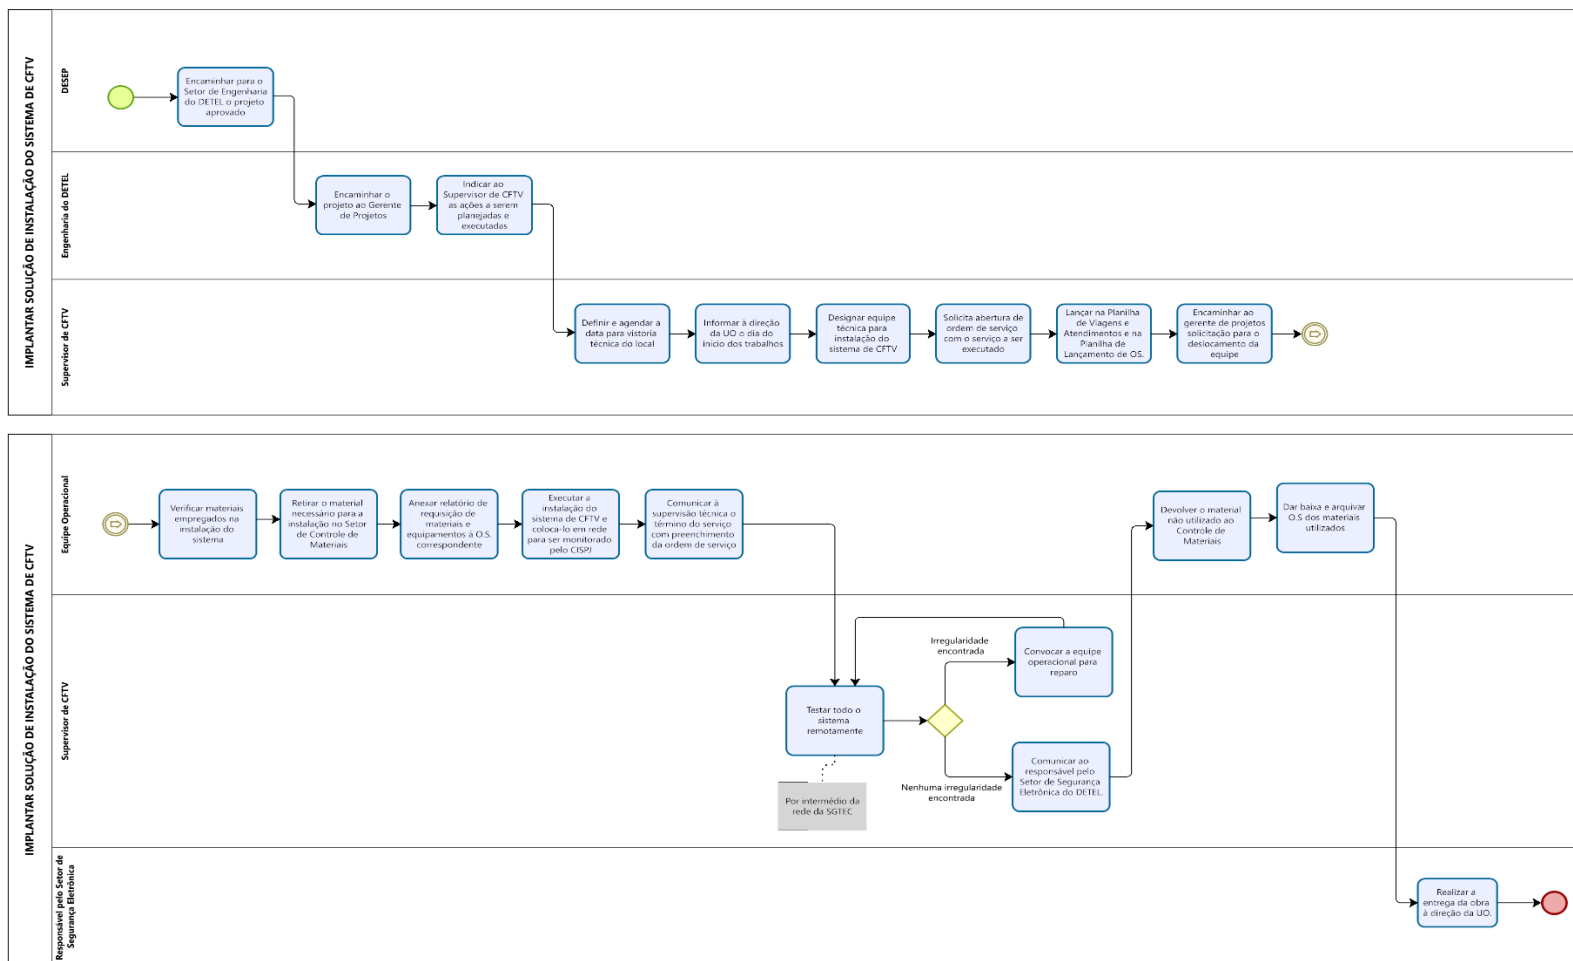 IMPLANTAR SOLUÇÃO DE INSTALAÇÃO DO SISTEMA DE CFTV
DESEP
Encaminhar para o
Setor de Engenharia
do DETEL o projeto
aprovado
Engenharia do DETEL
Encaminhar o
projeto ao Gerente
de Projetos
Indicar ao
Supervisor de CFTV
as ações a serem
planejadas e
executadas
Supervisor de CFTV
Definir e agendar a
data para vistoria
técnica do local
Informar à direção
da UO o dia do
inicio dos trabalhos
Designar equipe
técnica para
instalação do
sistema de CFTV
Solicita abertura de
ordem de serviço
com o serviço a ser
executado
Lançar na Planilha
de Viagens e
Atendimentos e na
Planilha de
Lançamento de OS.
Encaminhar ao
gerente de projetos
solicitação para o
deslocamento da
equipe
IMPLANTAR SOLUÇÃO DE INSTALAÇÃO DO SISTEMA DE CFTV
Equipe Operacional
Verificar materiais
empregados na
instalação do
sistema
Retirar o material
necessário para a
instalação no Setor
de Controle de
Materiais
Anexar relatório de
requisição de
materiais e
equipamentos à O.S.
correspondente
Executar a
instalação do
sistema de CFTV e
coloca-lo em rede
para ser monitorado
pelo CISPJ
Comunicar à
supervisão técnica o
término do serviço
com preenchimento
da ordem de serviço
Devolver o material
não utilizado ao
Controle de
Materiais
Dar baixa e arquivar
O.S dos materiais
utilizados
Supervisor de CFTV
Testar todo o
sistema
remotamente
Por intermédio da
rede da SGTEC
Irregularidade
encontrada
Convocar a equipe
operacional para
reparo
Nenhuma irregularidade
encontrada
Comunicar ao
responsável pelo
Setor de Segurança
Eletrônica do DETEL.
Responsável pelo Setor de
Segurança Eletrônica
Realizar a
entrega da obra
à direção da UO.